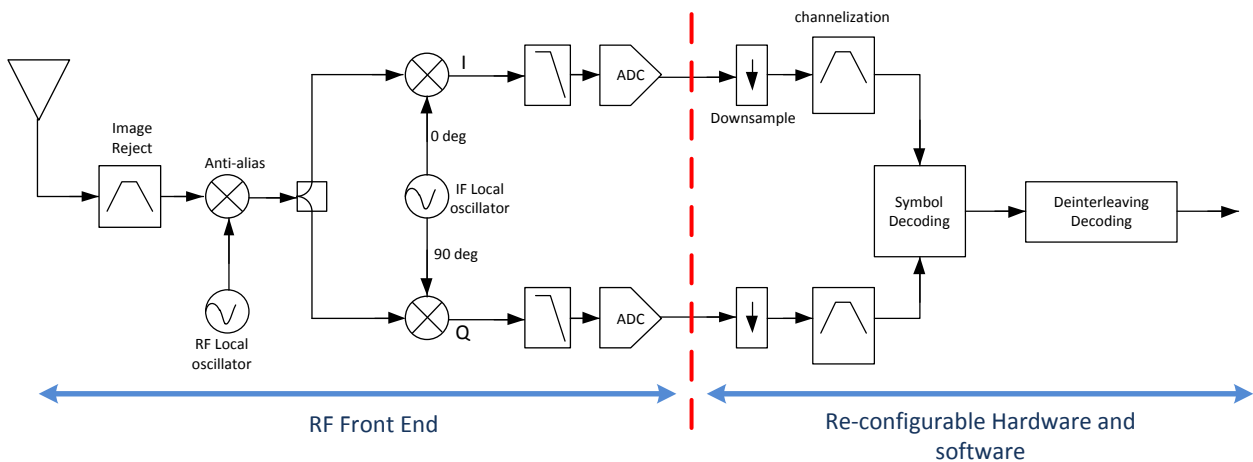 channelization
I
ADC
Downsample
Image
Reject
Anti-alias
0 deg
IF Local
oscillator
90 deg
Symbol
Decoding
Deinterleaving
Decoding
RF Local
oscillator
Q
ADC
RF Front End
Re-configurable Hardware and
software